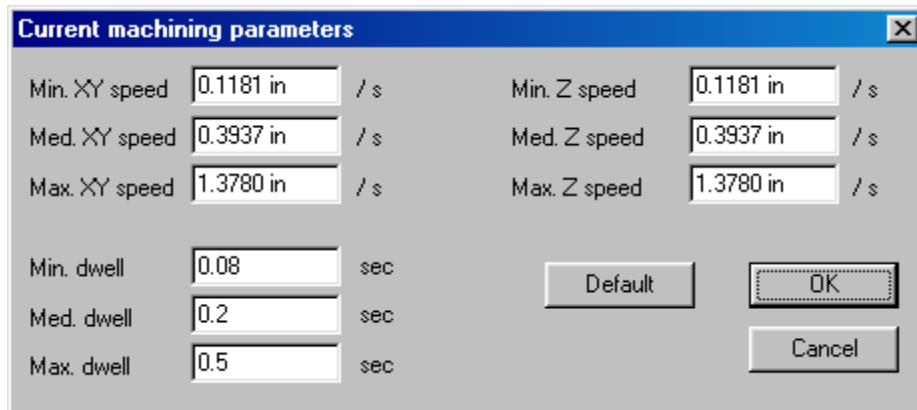 Current machining parameters
Min. XY speed 0.1181 in / s Min. Z speed 0.1181 in / s
Med. XY speed 0.3937 in / s Med. Z speed 0.3937 in / s
Max. XY speed 1.3780 in / s Max. Z speed 1.3780 in / s
Min. dwell 0.08 sec
Default OK
Med. dwell 0.2 sec
Cancel
Max. dwell 0.5 sec